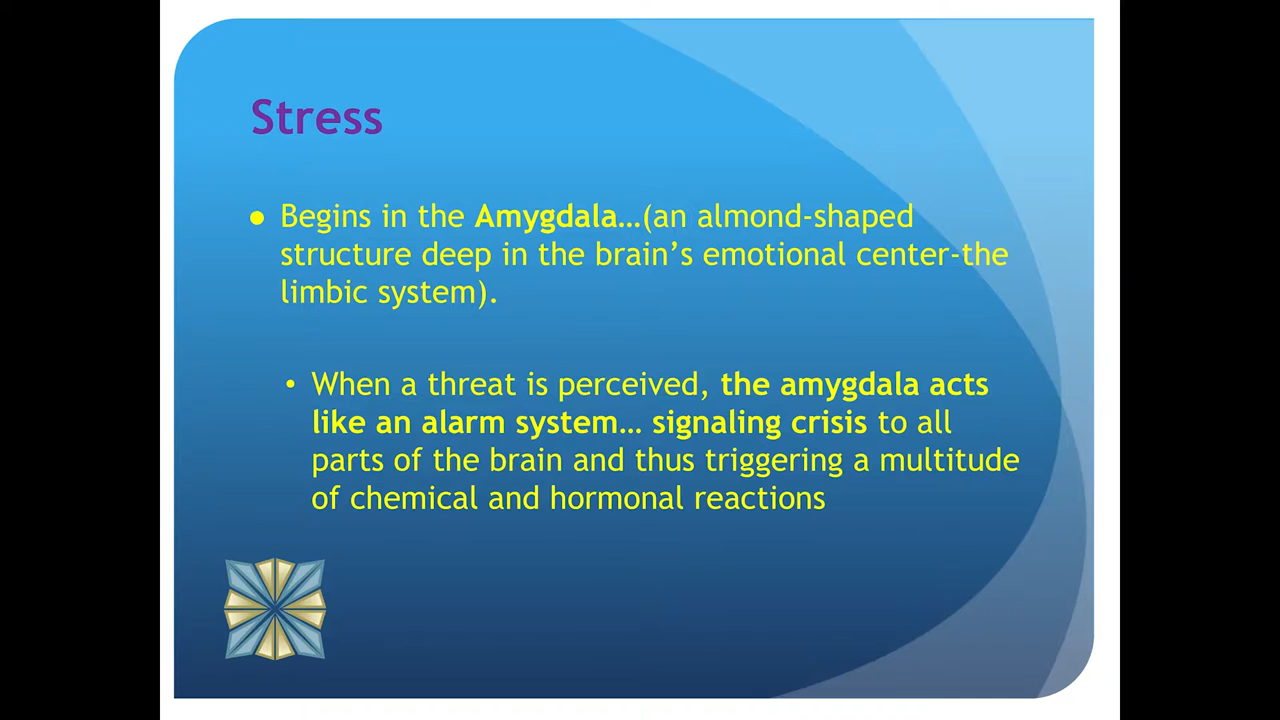 Stress
● Begins in the Amygdala…(an almond-shaped
structure deep in the brain’s emotional center-the
limbic system).
• When a threat is perceived, the amygdala acts
like an alarm system… signaling crisis to all
parts of the brain and thus triggering a multitude
of chemical and hormonal reactions